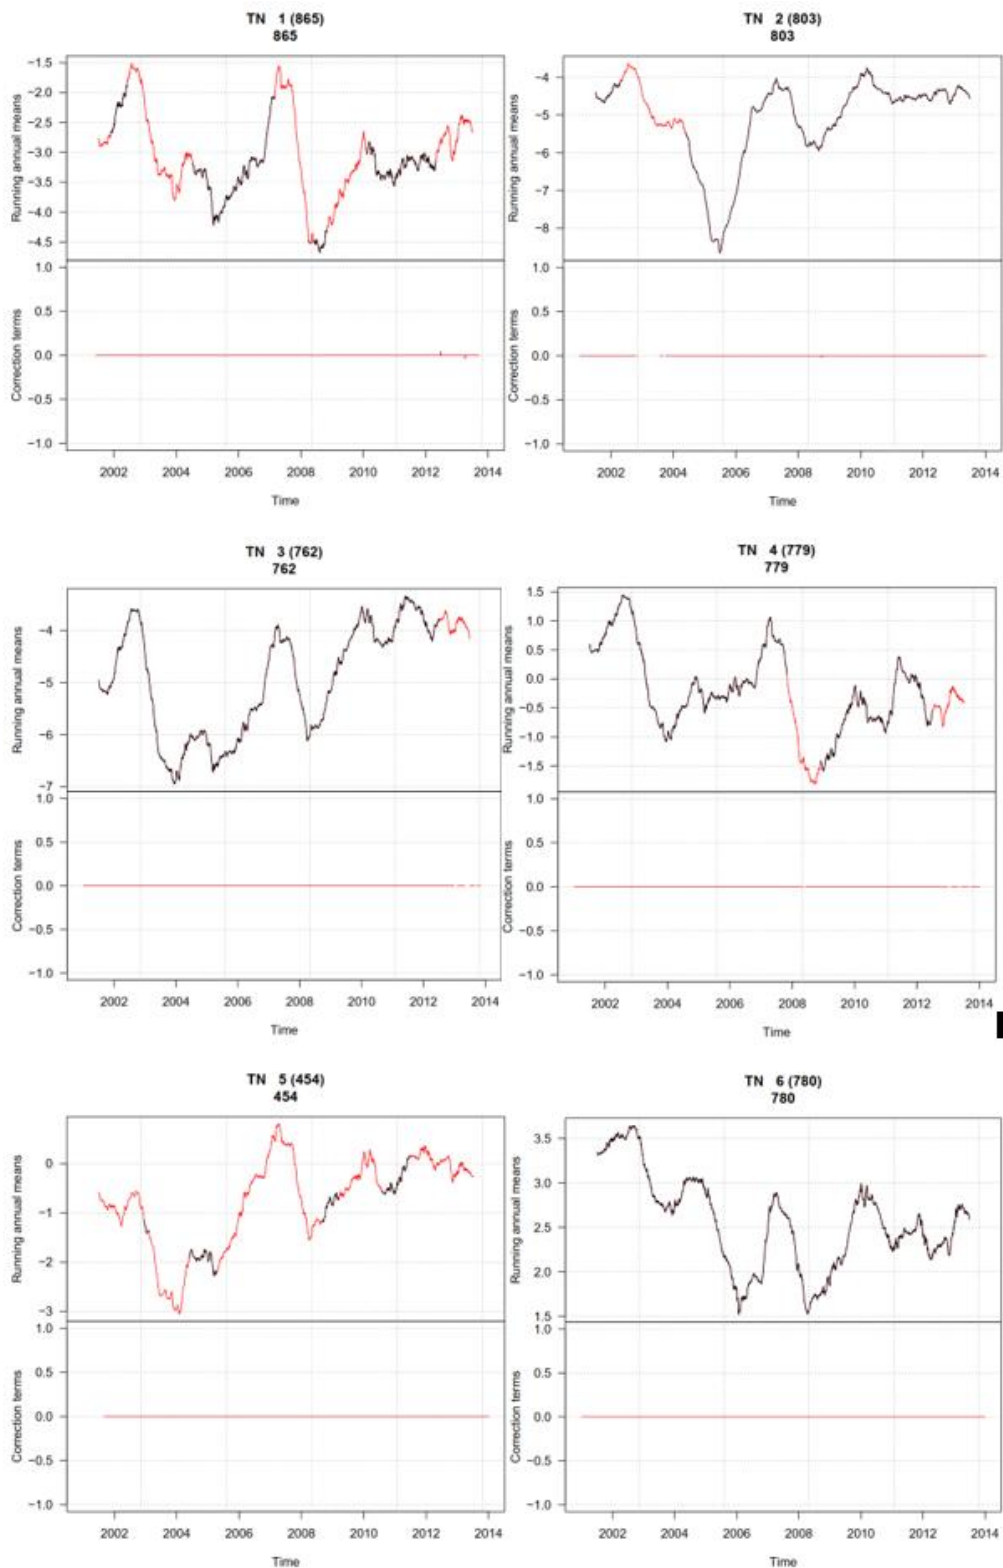 TN 1 (865)
865
Running annual means
−1.5
−2.0
−2.5
−3.0
−3.5
−4.0
−4.5
Correction terms
1.0
0.5
0.0
−0.5
−1.0
2002 2004 2006 2008 2010 2012 2014
Time
TN 2 (803)
803
Running annual means
−4
−5
−6
−7
−8
Correction terms
1.0
0.5
0.0
−0.5
−1.0
2002 2004 2006 2008 2010 2012 2014
Time
TN 3 (762)
762
Running annual means
−4
−5
−6
−7
Correction terms
1.0
0.5
0.0
−0.5
−1.0
2002 2004 2006 2008 2010 2012 2014
Time
TN 4 (779)
779
Running annual means
1.5
1.0
0.5
0.0
−0.5
−1.0
−1.5
Correction terms
1.0
0.5
0.0
−0.5
−1.0
2002 2004 2006 2008 2010 2012 2014
Time
TN 5 (454)
454
Running annual means
0
−1
−2
−3
Correction terms
1.0
0.5
0.0
−0.5
−1.0
2002 2004 2006 2008 2010 2012 2014
Time
TN 6 (780)
780
Running annual means
3.5
3.0
2.5
2.0
1.5
Correction terms
1.0
0.5
0.0
−0.5
−1.0
2002 2004 2006 2008 2010 2012 2014
Time